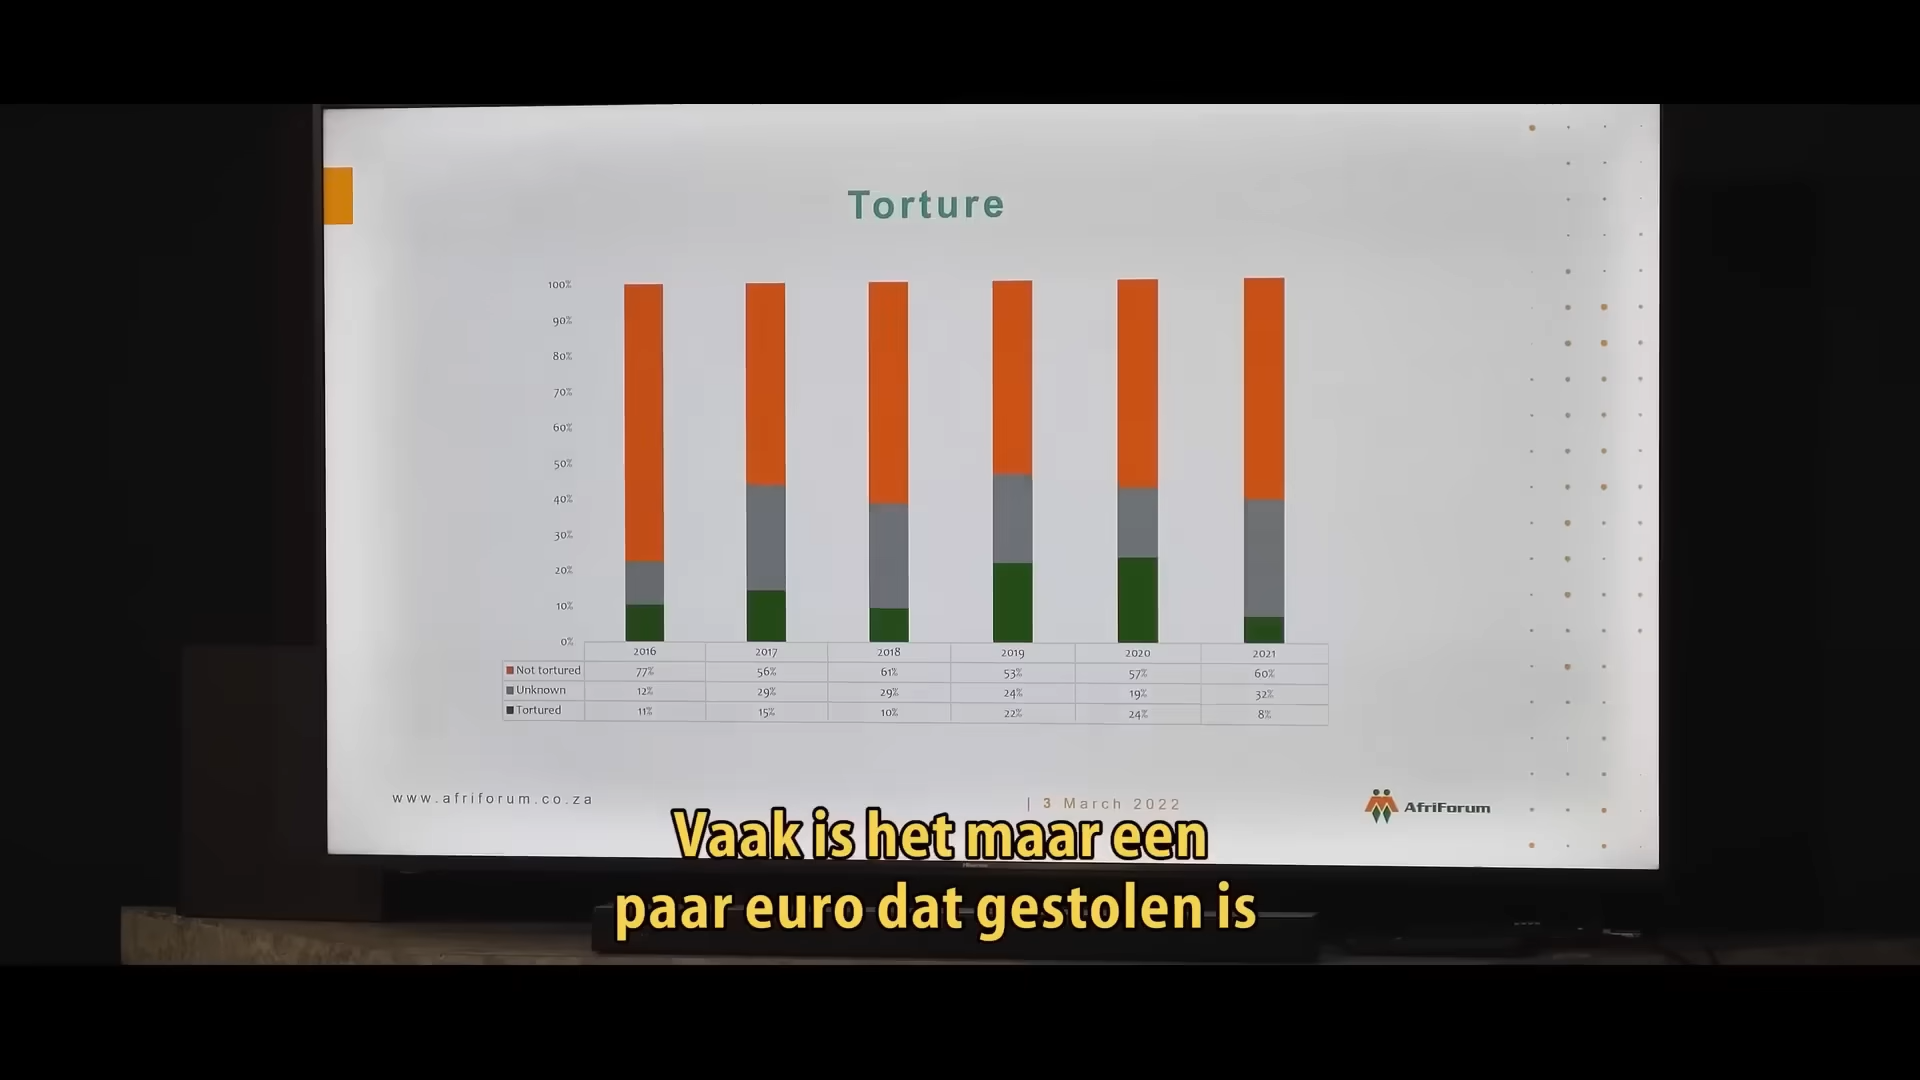 Torture
100%
90%
80%
70%
60%
50%
40%
30%
20%
10%
0%
2016 2017 2018 2019 2020 2021
Not tortured 77% 56% 61% 53% 57% 60%
Unknown 12% 29% 29% 24% 19% 32%
Tortured 11% 15% 10% 22% 24% 8%
www.afriforum.co.za
| 3 March 2022
AfriForum
Hisense
Vaak is het maar een
paar euro dat gestolen is